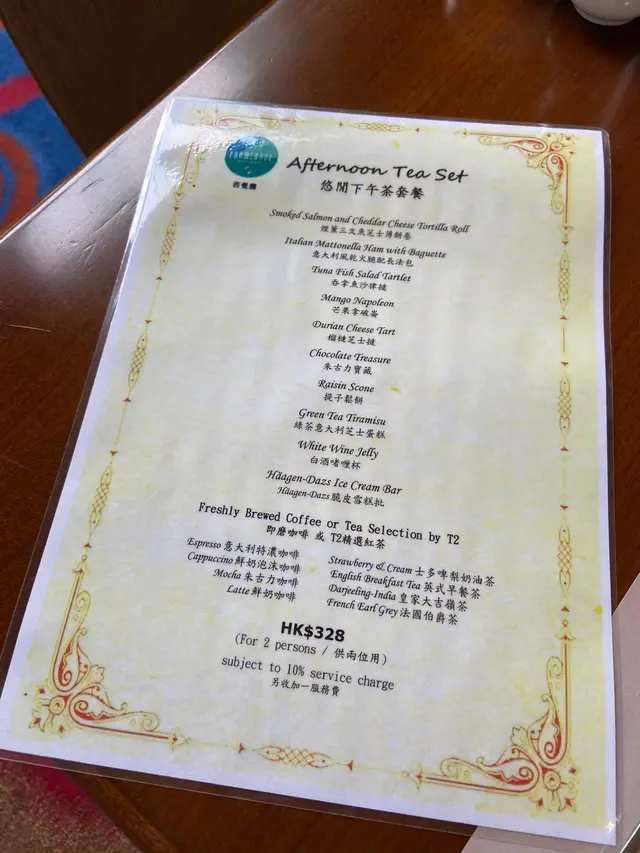 西餐廳
Afternoon Tea Set
悠閒下午茶套餐
Smoked Salmon and Cheddar Cheese Tortilla Roll
煙薰三文魚芝士薄餅卷
Italian Mattonella Ham with Baguette
意大利風乾火腿配長法包
Tuna Fish Salad Tartlet
吞拿魚沙律撻
Mango Napoleon
芒果拿破崙
Durian Cheese Tart
榴槤芝士撻
Chocolate Treasure
朱古力寶藏
Raisin Scone
提子鬆餅
Green Tea Tiramisu
綠茶意大利芝士蛋糕
White Wine Jelly
白酒啫喱杯
Häagen-Dazs Ice Cream Bar
Häagen-Dazs 脆皮雪糕批
Freshly Brewed Coffee or Tea Selection by T2
即磨咖啡 或 T2精選紅茶
Espresso 意大利特濃咖啡
Cappuccino 鮮奶泡沫咖啡
Mocha 朱古力咖啡
Latte 鮮奶咖啡
Strawberry & Cream 士多啤梨奶油茶
English Breakfast Tea 英式早餐茶
Darjeeling-India 皇家大吉嶺茶
French Earl Grey 法國伯爵茶
HK$328
(For 2 persons / 供兩位用)
subject to 10% service charge
另收加一服務費